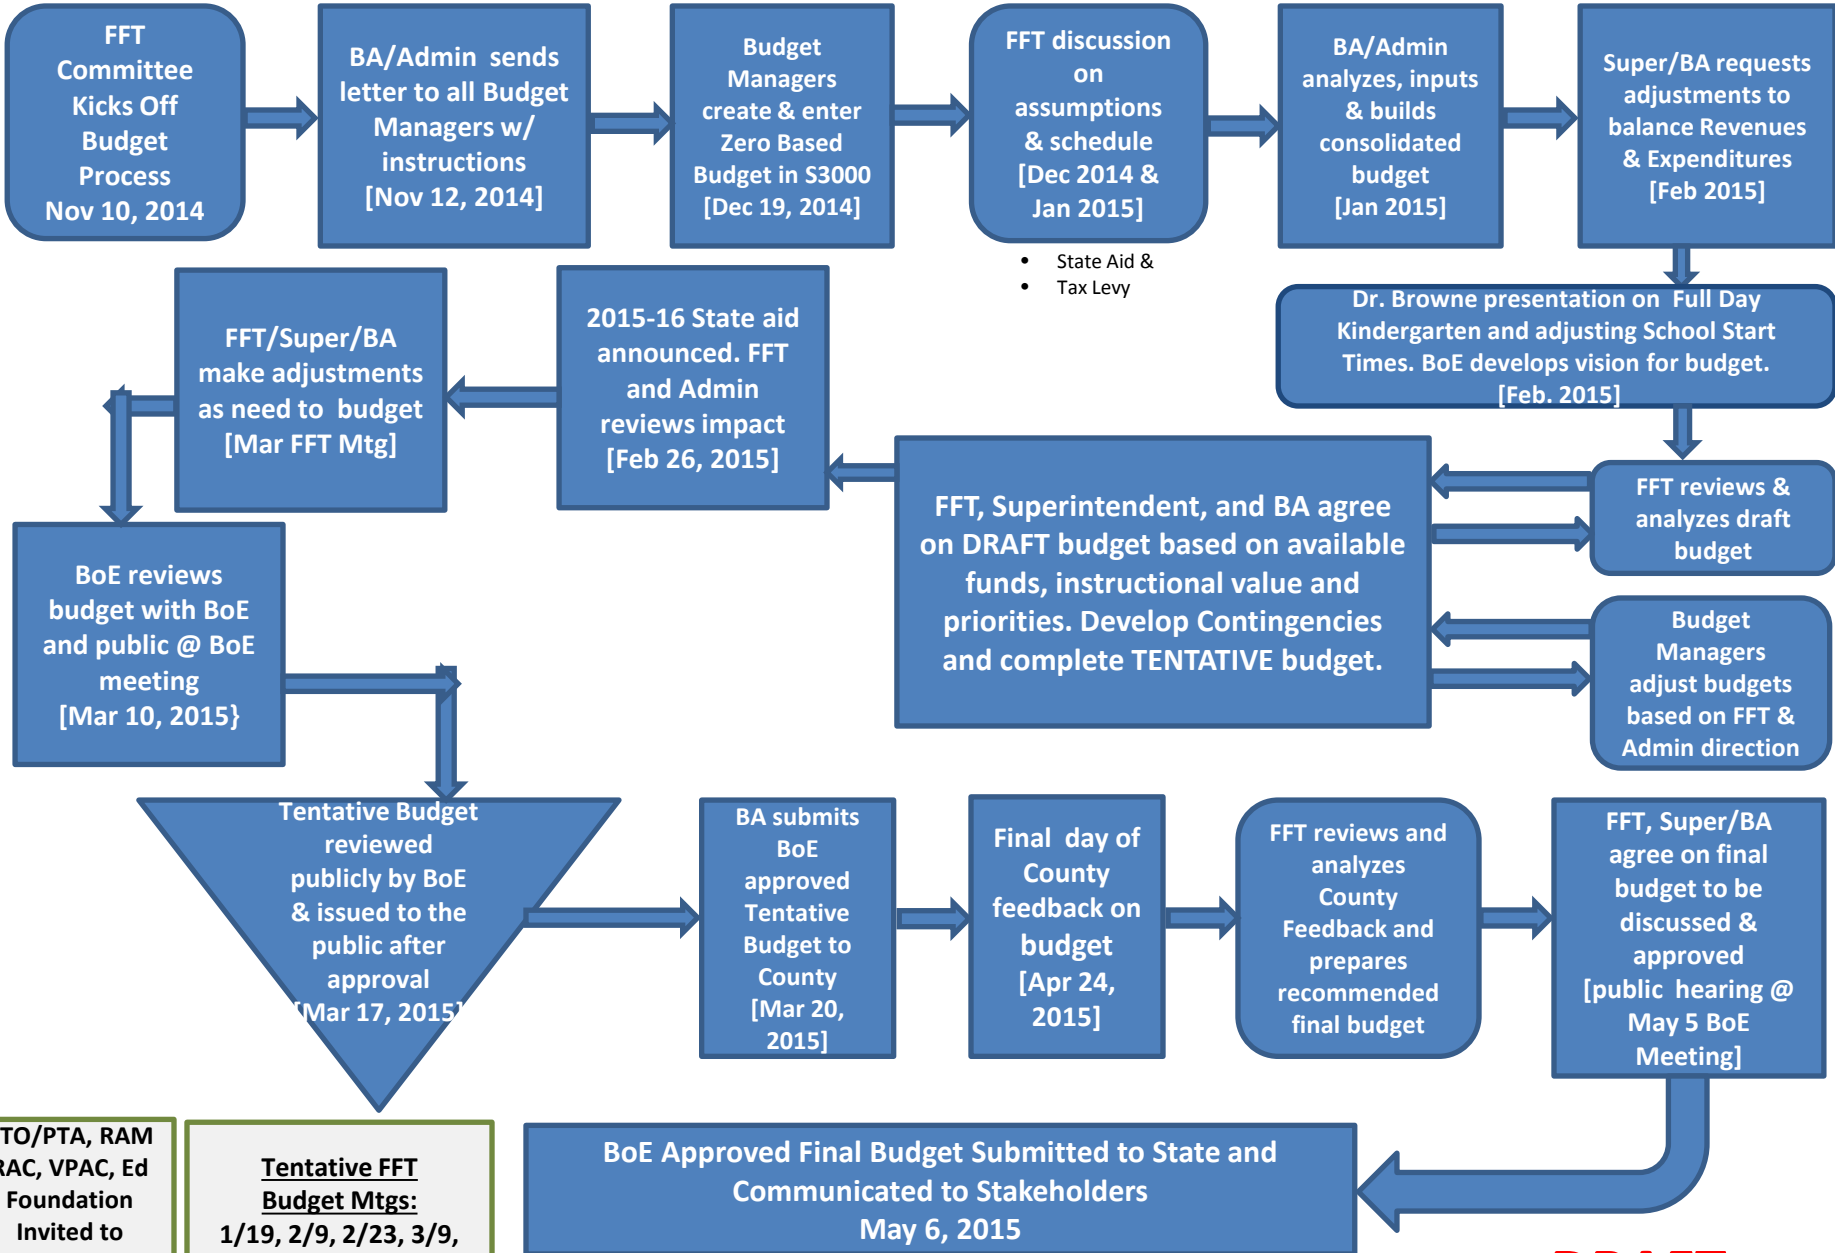 FFT
Committee
Kicks Off
Budget
Process
Nov 10, 2014
BA/Admin sends
letter to all Budget
Managers w/
instructions
[Nov 12, 2014]
Budget
Managers
create & enter
Zero Based
Budget in S3000
[Dec 19, 2014]
FFT discussion
on
assumptions
& schedule
[Dec 2014 &
Jan 2015]
• State Aid &
• Tax Levy
BA/Admin
analyzes, inputs
& builds
consolidated
budget
[Jan 2015]
Super/BA requests
adjustments to
balance Revenues
& Expenditures
[Feb 2015]
Dr. Browne presentation on Full Day
Kindergarten and adjusting School Start
Times. BoE develops vision for budget.
[Feb. 2015]
FFT reviews &
analyzes draft
budget
Budget
Managers
adjust budgets
based on FFT &
Admin direction
FFT, Superintendent, and BA agree
on DRAFT budget based on available
funds, instructional value and
priorities. Develop Contingencies
and complete TENTATIVE budget.
2015-16 State aid
announced. FFT
and Admin
reviews impact
[Feb 26, 2015]
FFT/Super/BA
make adjustments
as need to budget
[Mar FFT Mtg]
BoE reviews
budget with BoE
and public @ BoE
meeting
[Mar 10, 2015}
Tentative Budget
reviewed
publicly by BoE
& issued to the
public after
approval
[Mar 17, 2015]
BA submits
BoE
approved
Tentative
Budget to
County
[Mar 20,
2015]
Final day of
County
feedback on
budget
[Apr 24,
2015]
FFT reviews and
analyzes
County
Feedback and
prepares
recommended
final budget
FFT, Super/BA
agree on final
budget to be
discussed &
approved
[public hearing @
May 5 BoE
Meeting]
BoE Approved Final Budget Submitted to State and
Communicated to Stakeholders
May 6, 2015
TO/PTA, RAM
RAC, VPAC, Ed
Foundation
Invited to
Tentative FFT
Budget Mtgs:
1/19, 2/9, 2/23, 3/9,